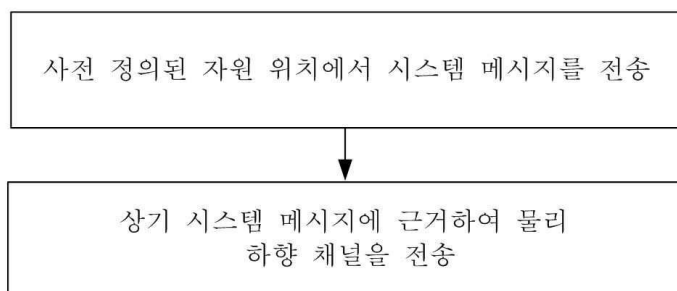 사전 정의된 자원 위치에서 시스템 메시지를 전송
상기 시스템 메시지에 근거하여 물리
하향 채널을 전송